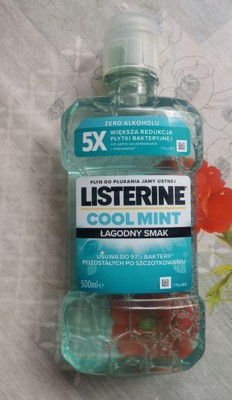 ZERO ALKOHOLU
5X
WIĘKSZA REDUKCJA
PŁYTKI BAKTERYJNEJ
PŁYN DO PŁUKANIA JAMY USTNEJ
LISTERINE
COOL MINT
ŁAGODNY SMAK
USUWA DO 97% BAKTERII
POZOSTAŁYCH PO SZCZOTKOWANIU
500ml e